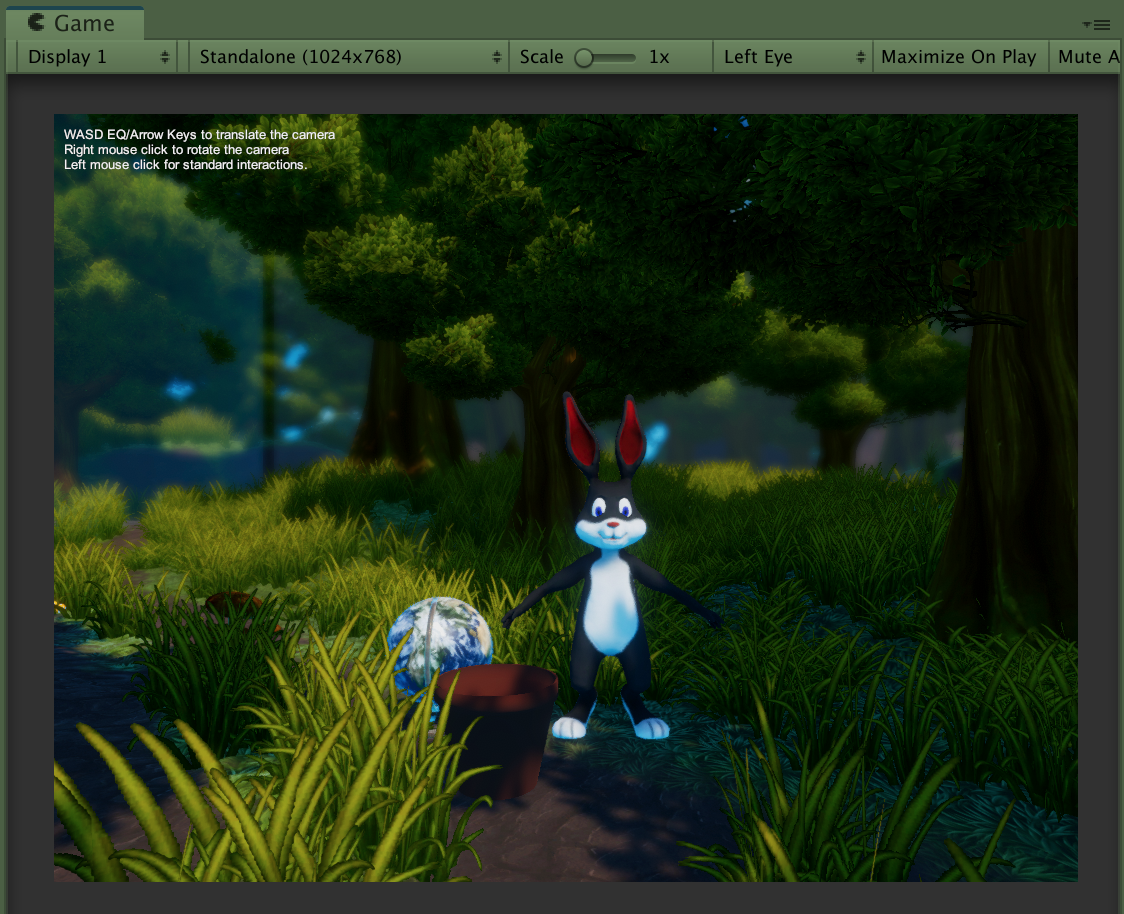 Game
Display 1 Standalone (1024x768) Scale 1x Left Eye Maximize On Play Mute A
WASD EQ/Arrow Keys to translate the camera
Right mouse click to rotate the camera
Left mouse click for standard interactions.